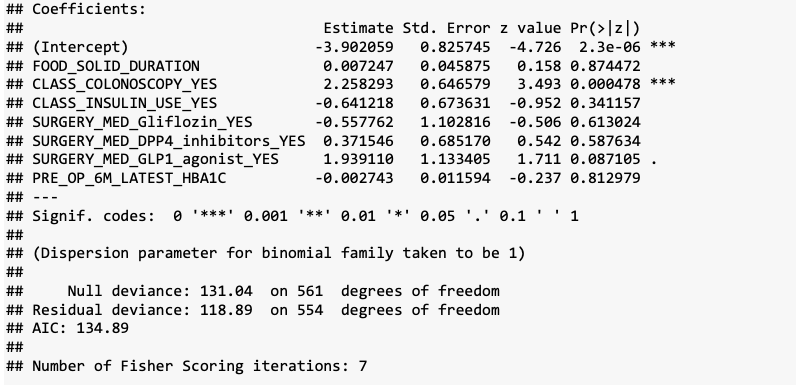 ## Coefficients:
##                                Estimate Std. Error z value Pr(>|z|)
## (Intercept)                   -3.902059   0.825745  -4.726  2.3e-06 ***
## FOOD_SOLID_DURATION            0.007247   0.045875   0.158 0.874472
## CLASS_COLONOSCOPY_YES          2.258293   0.646579   3.493 0.000478 ***
## CLASS_INSULIN_USE_YES         -0.641218   0.673631  -0.952 0.341157
## SURGERY_MED_Gliflozin_YES     -0.557762   1.102816  -0.506 0.613024
## SURGERY_MED_DPP4_inhibitors_YES  0.371546   0.685170   0.542 0.587634
## SURGERY_MED_GLP1_agonist_YES   1.939110   1.133405   1.711 0.087105 .
## PRE_OP_6M_LATEST_HBA1C        -0.002743   0.011594  -0.237 0.812979
## ---
## Signif. codes:  0 '***' 0.001 '**' 0.01 '*' 0.05 '.' 0.1 ' ' 1
##
## (Dispersion parameter for binomial family taken to be 1)
##
##     Null deviance: 131.04  on 561  degrees of freedom
## Residual deviance: 118.89  on 554  degrees of freedom
## AIC: 134.89
##
## Number of Fisher Scoring iterations: 7